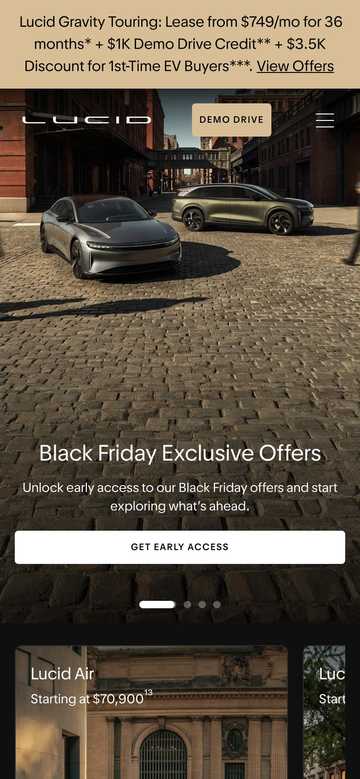 Lucid Gravity Touring: Lease from $749/mo for 36
months* + $1K Demo Drive Credit** + $3.5K
Discount for 1st-Time EV Buyers***. View Offers
LUCID
DEMO DRIVE
Black Friday Exclusive Offers
Unlock early access to our Black Friday offers and start
exploring what's ahead.
GET EARLY ACCESS
Lucid Air
Starting at $70,900¹³
Luc
Start